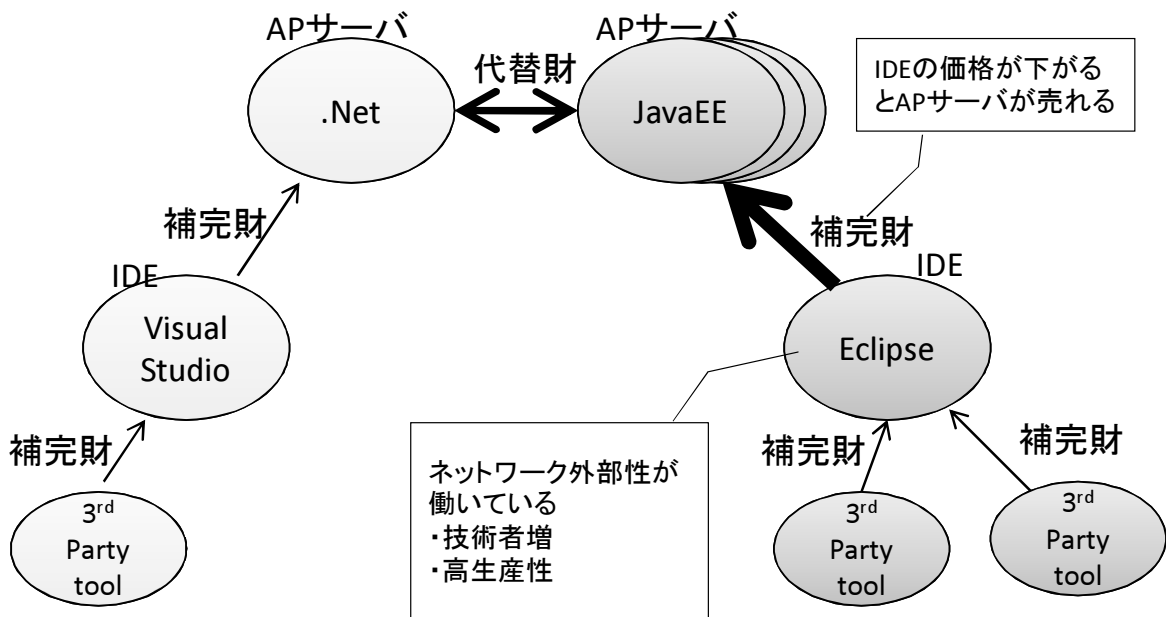 APサーバ
APサーバ
代替財
.Net
JavaEE
IDEの価格が下がる
とAPサーバが売れる
補完財
補完財
IDE
IDE
Visual
Studio
Eclipse
補完財
補完財
補完財
ネットワーク外部性が
働いている
・技術者増
・高生産性
3rd
Party
tool
3rd
Party
tool
3rd
Party
tool